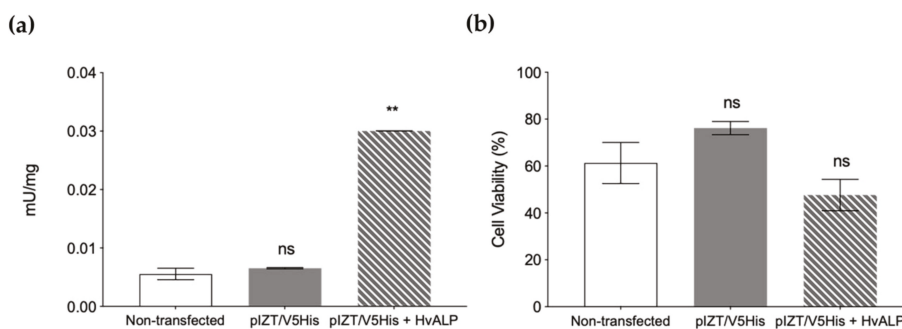 (a)
mU/mg
0.04
0.03
0.02
0.01
0.00
ns
**
Non-transfected
pIZT/V5His
pIZT/V5His + HvALP
(b)
Cell Viability (%)
100
80
60
40
20
0
ns
ns
Non-transfected
pIZT/V5His
pIZT/V5His + HvALP